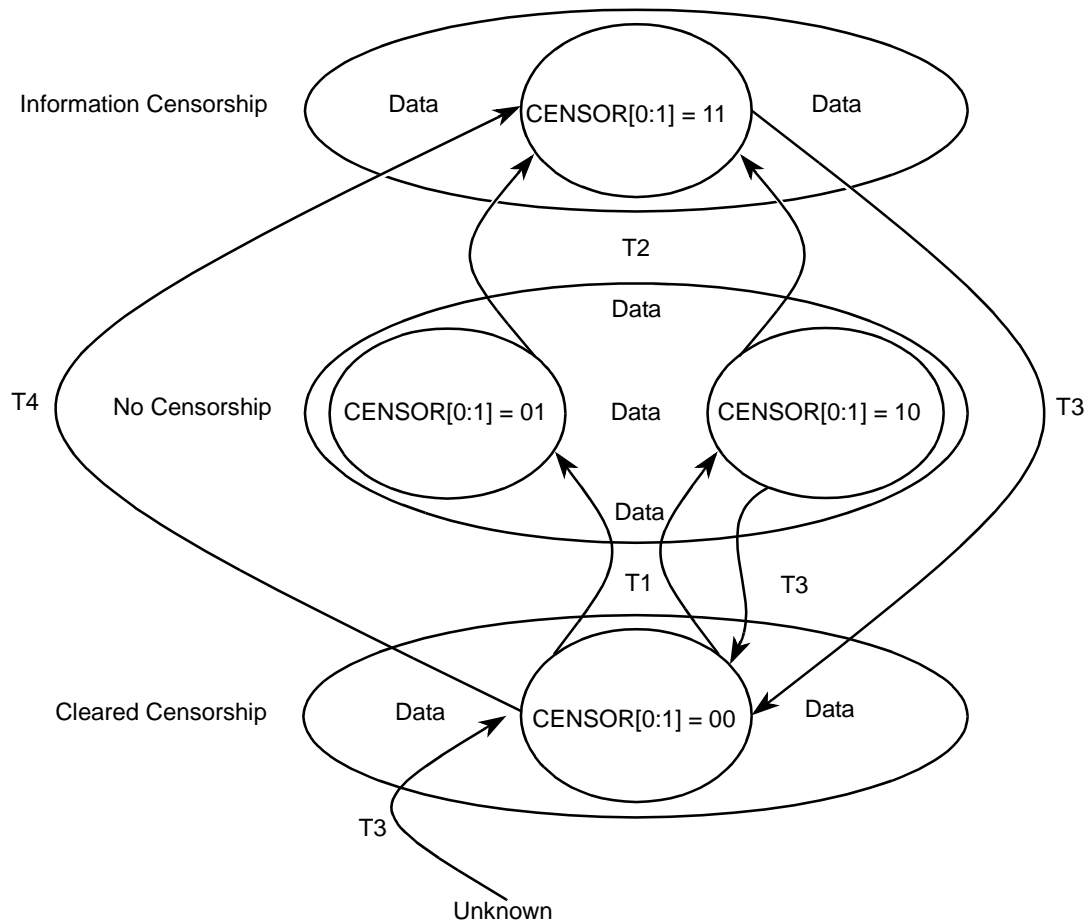 Information Censorship
Data
CENSOR[0:1] = 11
Data
T2
Data
T4
No Censorship
CENSOR[0:1] = 01
Data
CENSOR[0:1] = 10
T3
Data
T1
T3
Cleared Censorship
Data
CENSOR[0:1] = 00
Data
T3
Unknown